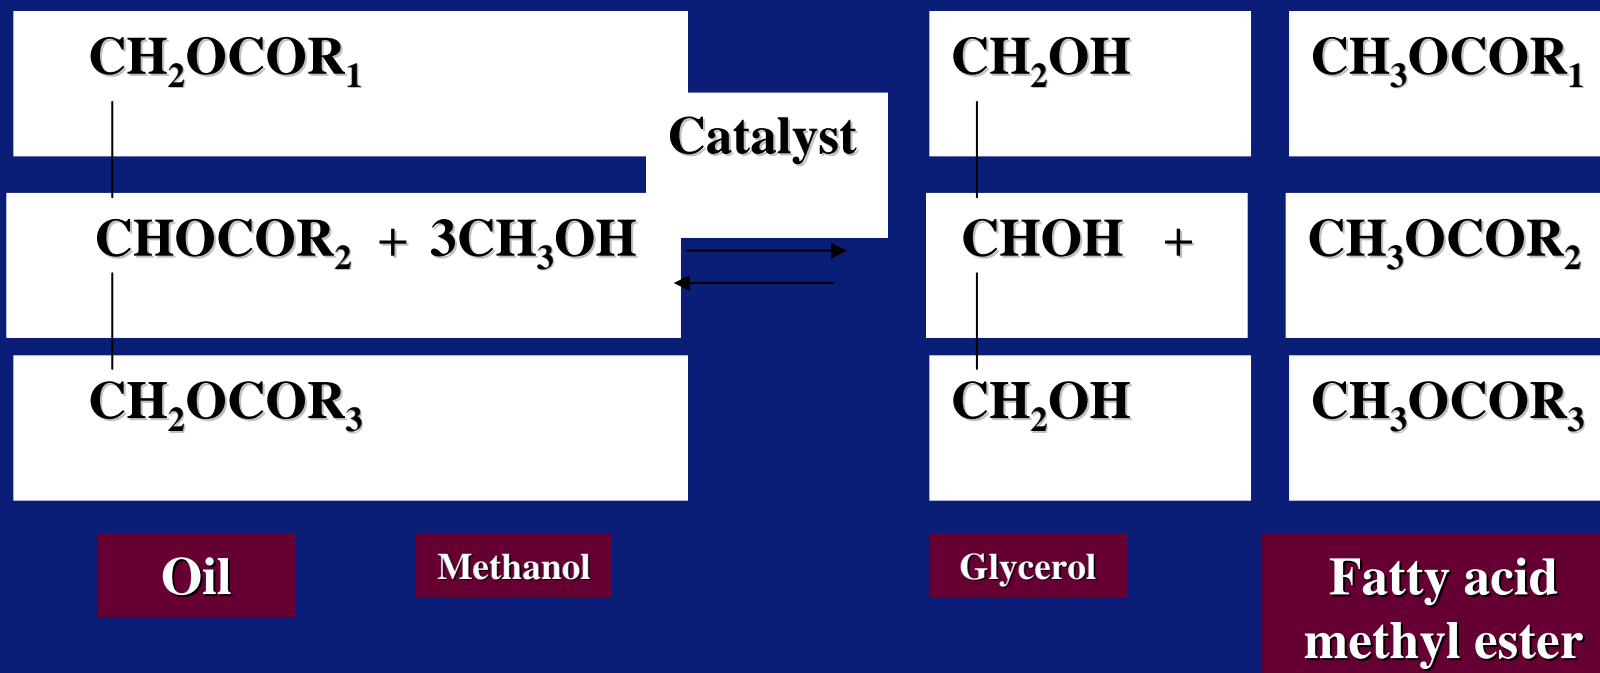 CH₂OCOR₁ CH₂OH CH₃OCOR₁
Catalyst
CHOCOR₂ + 3CH₃OH CHOH + CH₃OCOR₂
CH₂OCOR₃ CH₂OH CH₃OCOR₃
Oil Methanol Glycerol Fatty acid
methyl ester